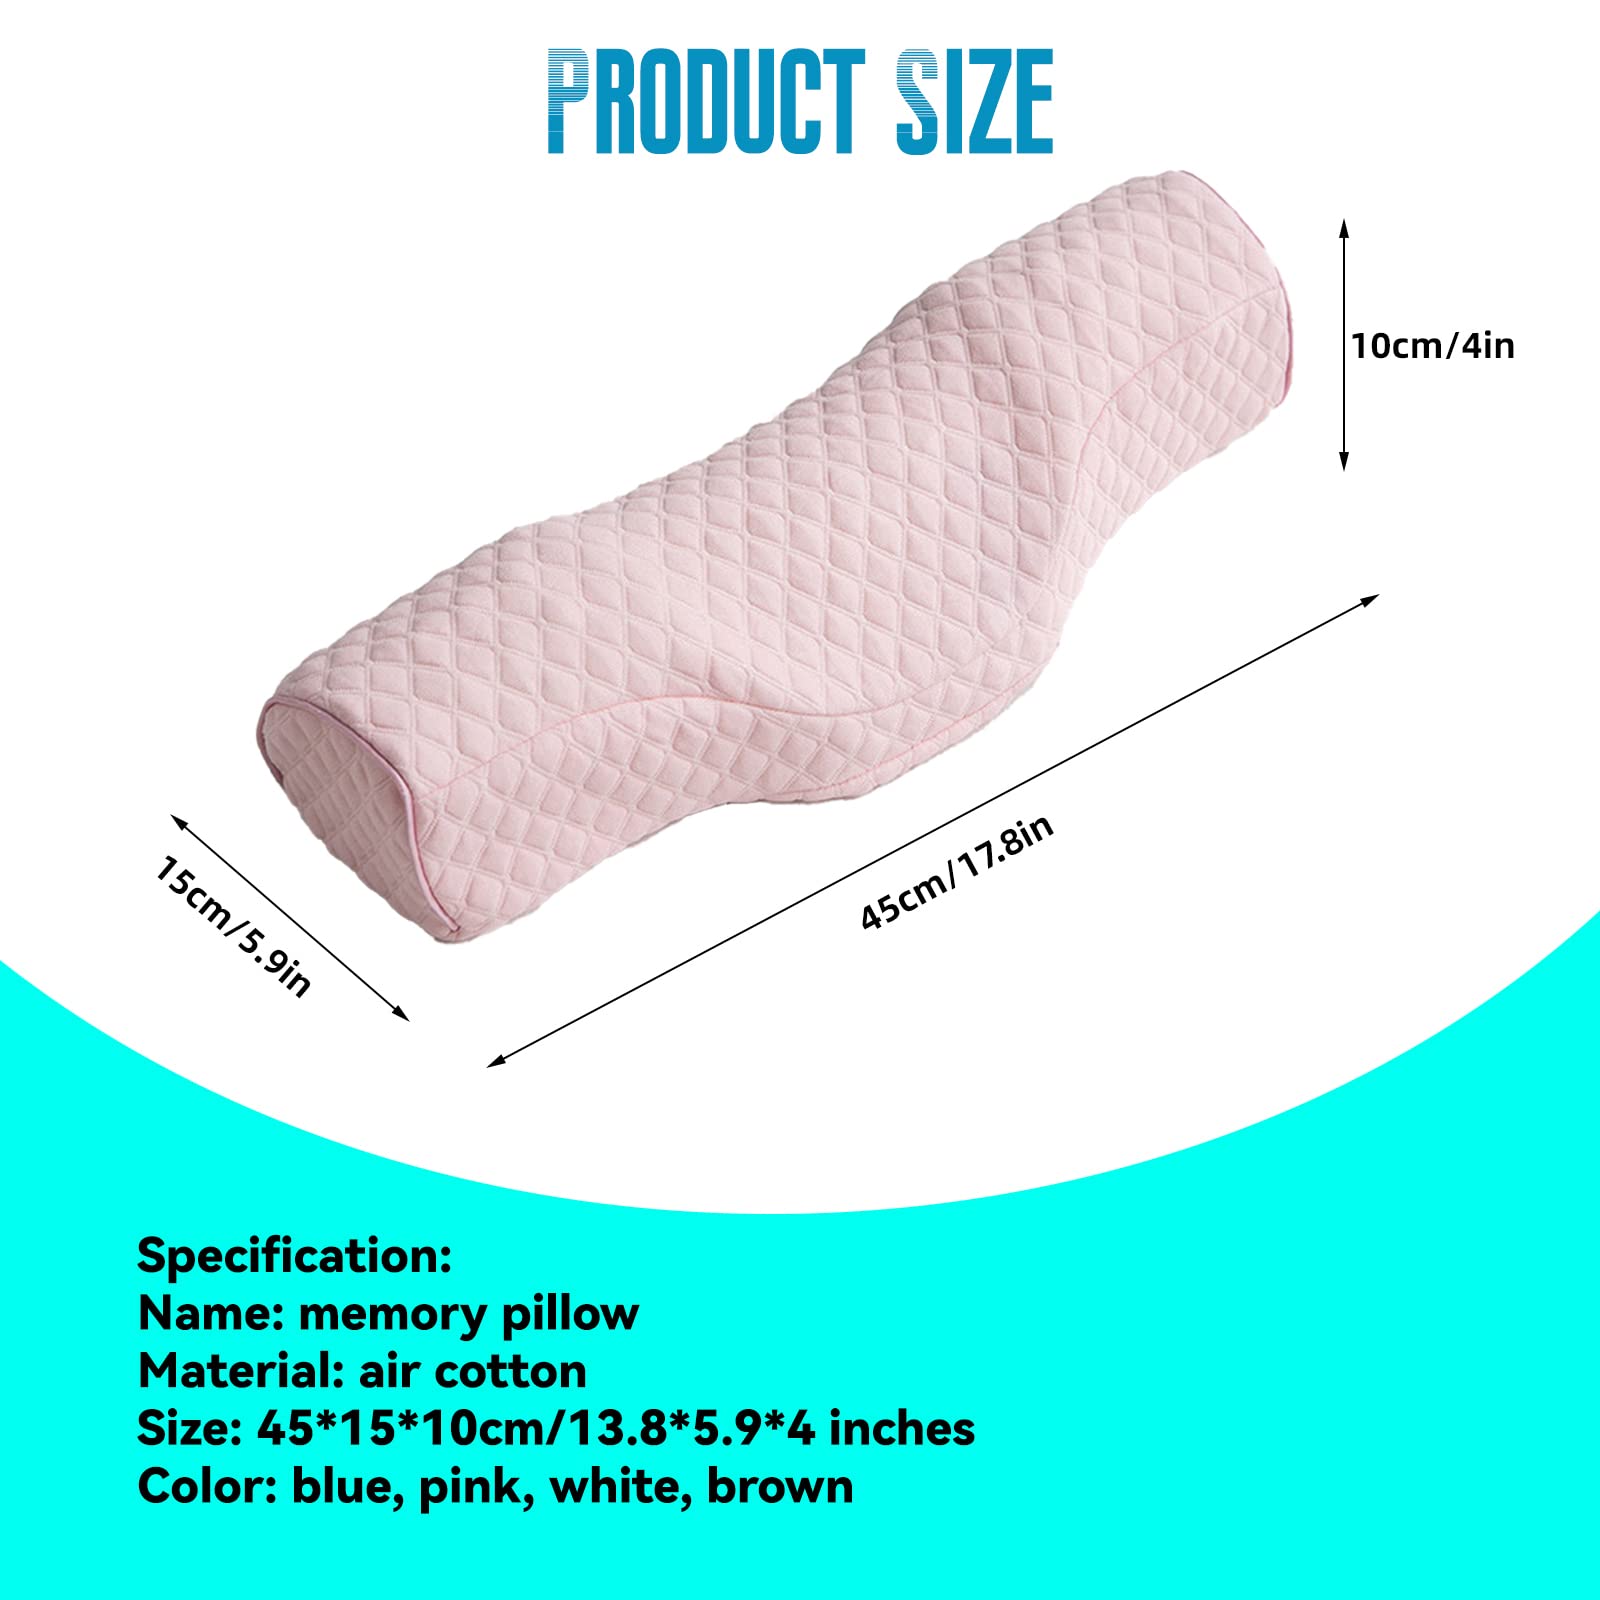 PRODUCT SIZE
10cm/4in
45cm/17.8in
15cm/5.9in
Specification:
Name: memory pillow
Material: air cotton
Size: 45*15*10cm/13.8*5.9*4 inches
Color: blue, pink, white, brown